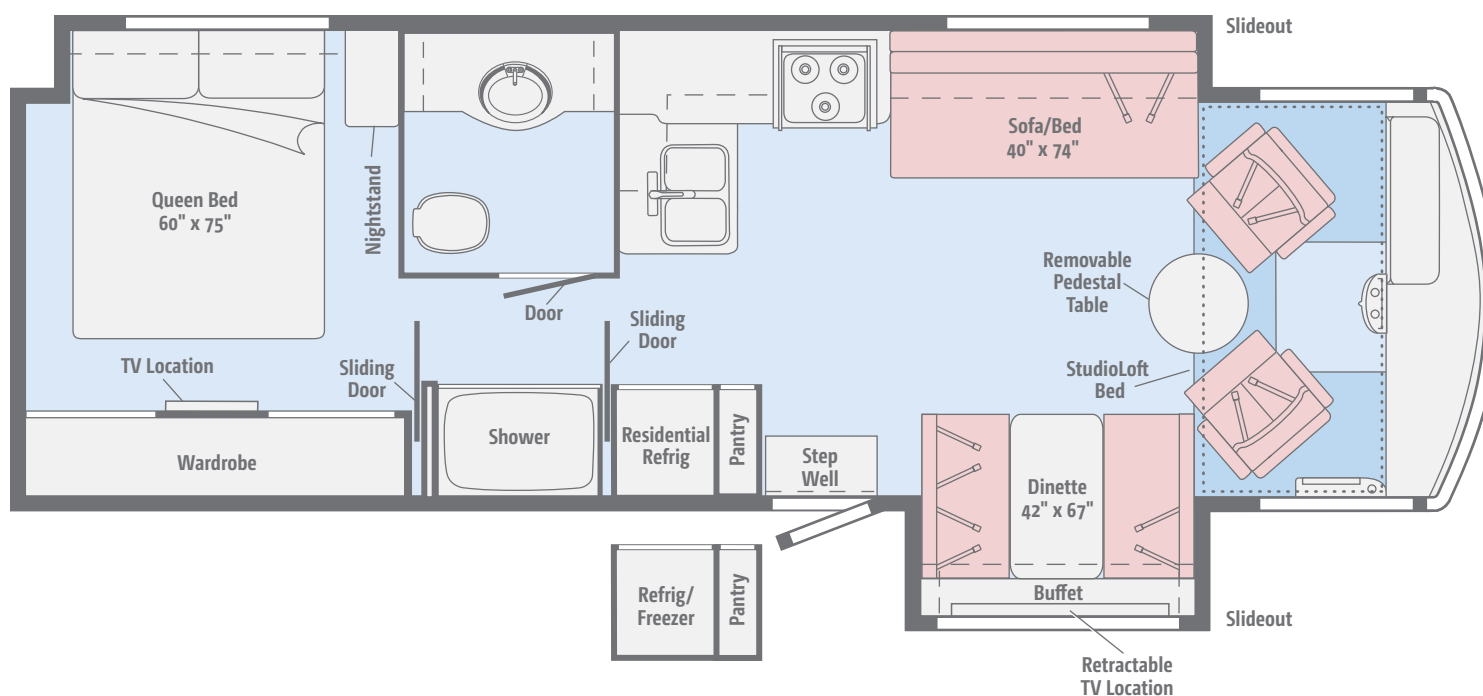 Slideout
Sofa/Bed
40" x 74"
Queen Bed
60" x 75"
Nightstand
Removable
Pedestal
Table
Door
Sliding
Door
TV Location
Sliding
Door
StudioLoft
Bed
Shower
Residential
Refrig
Pantry
Wardrobe
Step
Well
Dinette
42" x 67"
Buffet
Refrig/
Freezer
Pantry
Slideout
Retractable
TV Location